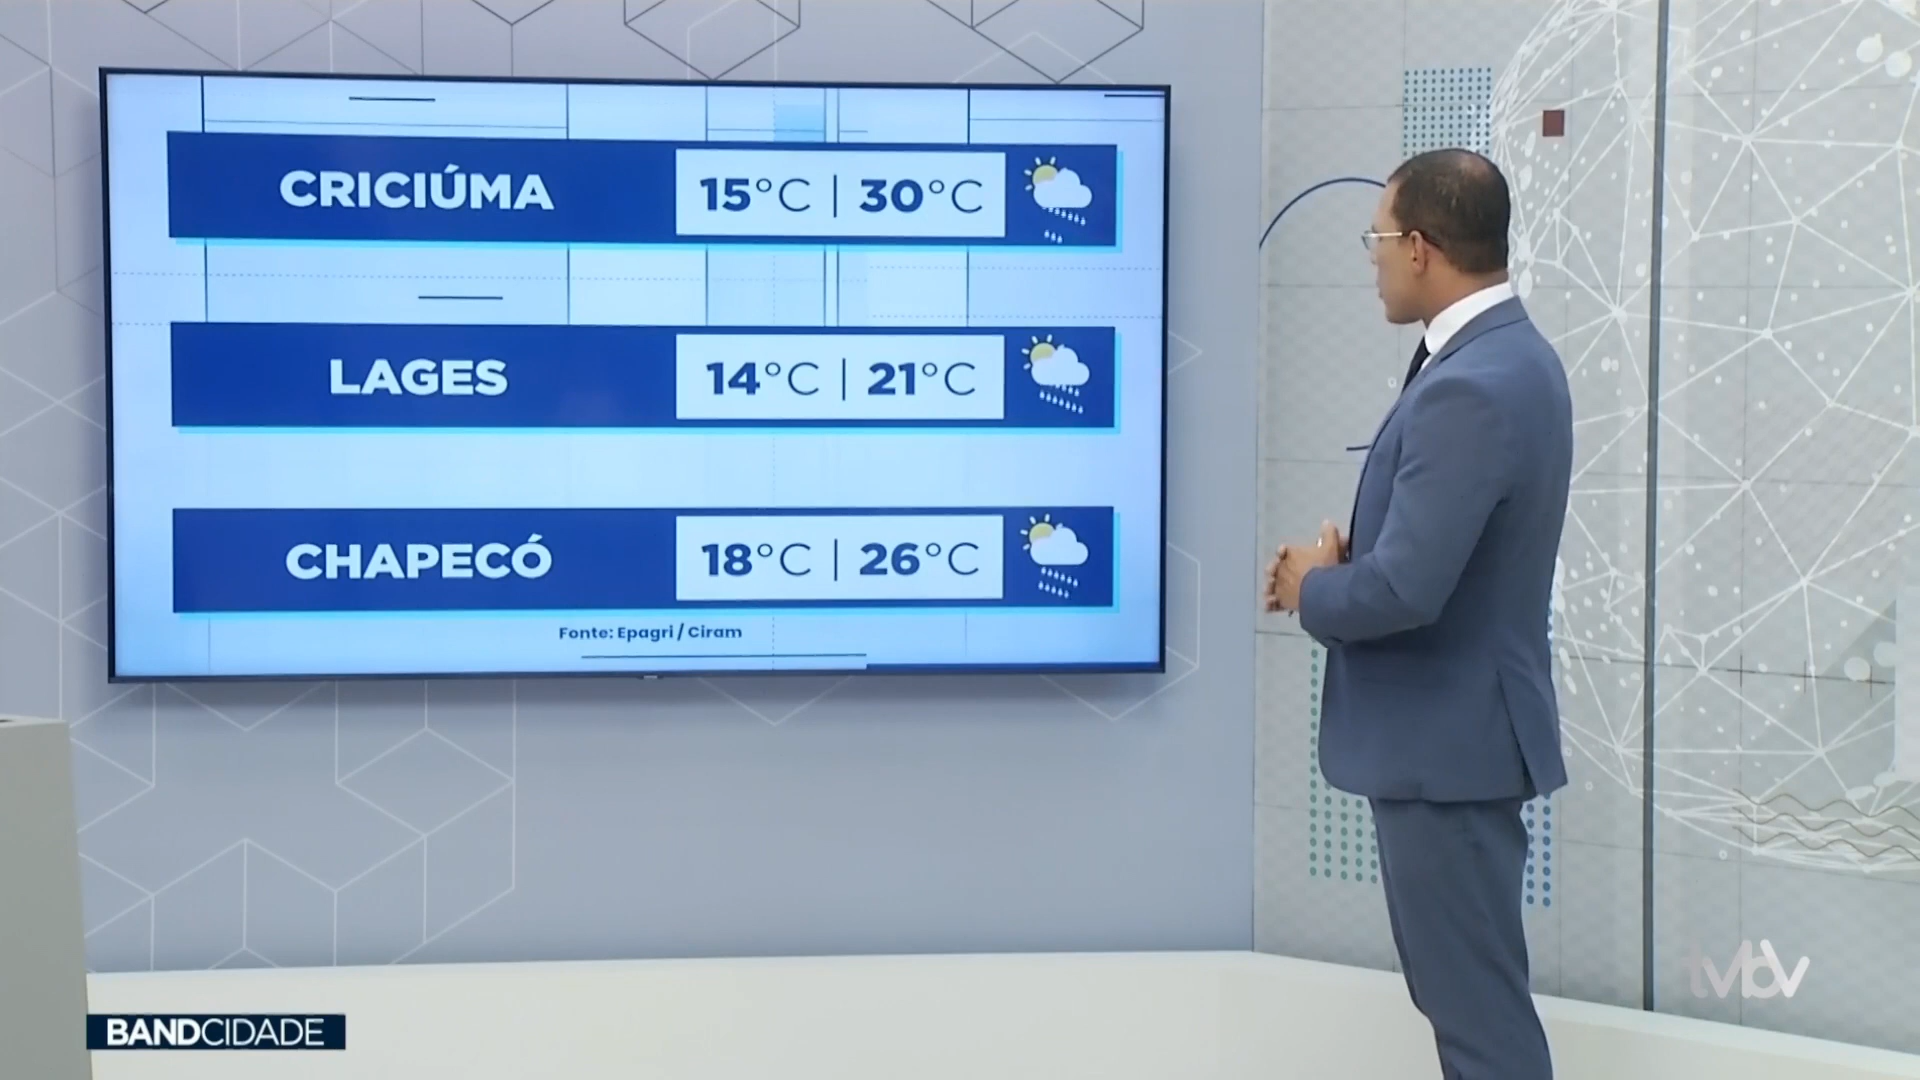 CRICIÚMA 15°C | 30°C
LAGES 14°C | 21°C
CHAPECÓ 18°C | 26°C
Fonte: Epagri / Ciram
BANDCIDADE
tvbv